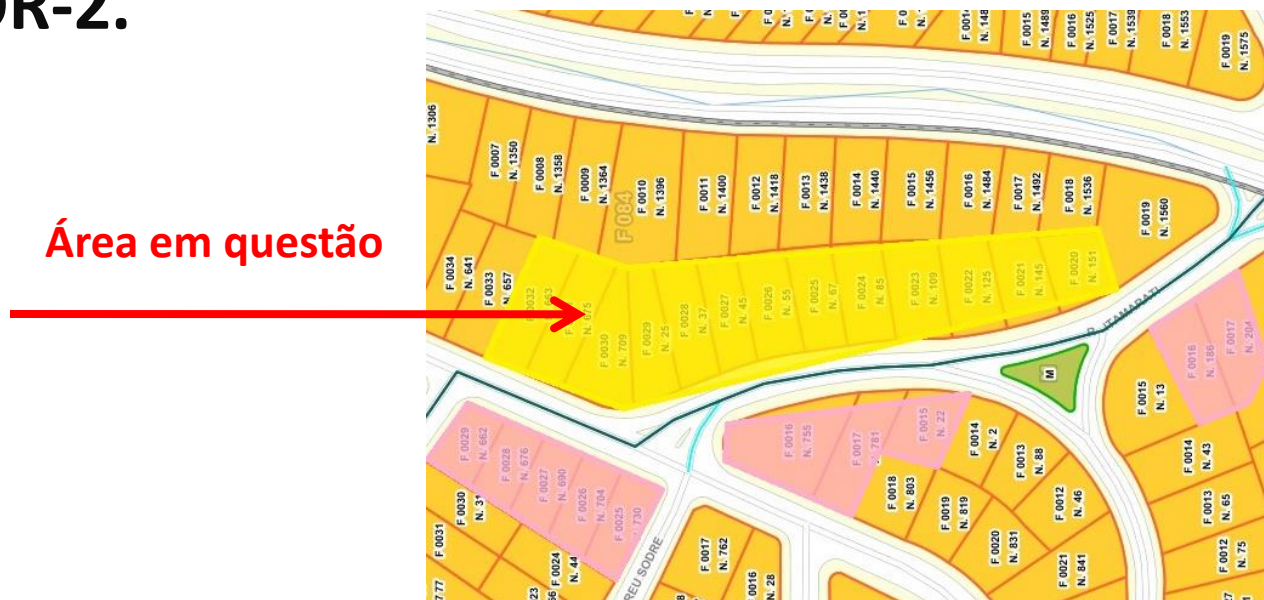 OR-2.
Área em questão
F 0015
N. 1489
F 0016
N. 1525
F 0017
N. 1539
F 0018
N. 1553
F 0019
N. 1575
N. 1306
F 0007
N. 1350
F 0008
N. 1358
F 0009
N. 1364
F 0010
N. 1396
F 084
F 0011
N. 1400
F 0012
N. 1418
F 0013
N. 1438
F 0014
N. 1440
F 0015
N. 1456
F 0016
N. 1484
F 0017
N. 1492
F 0018
N. 1536
F 0019
N. 1560
F 0034
N. 641
F 0033
N. 657
N. 675
F 0030
N. 709
F 0029
N. 25
F 0028
N. 37
F 0027
N. 45
F 0026
N. 55
F 0025
N. 67
F 0024
N. 85
F 0023
N. 109
F 0022
N. 125
F 0021
N. 145
F 0020
N. 151
R. ITAMARATI
M
F 0017
N. 204
F 0016
N. 186
F 0015
N. 13
F 0014
N. 43
F 0013
N. 65
F 0012
N. 75
F 0029
N. 662
F 0028
N. 676
F 0027
N. 690
F 0026
N. 704
F 0025
730
F 0030
F 0031
F 0024
N. 44
REU SODRE
F 0016
N. 755
F 0017
N. 781
F 0015
N. 22
F 0014
N. 2
F 0013
N. 88
F 0012
N. 46
F 0018
N. 803
F 0019
N. 819
F 0020
N. 831
F 0021
N. 841
F 0017
N. 762
0016
N. 28